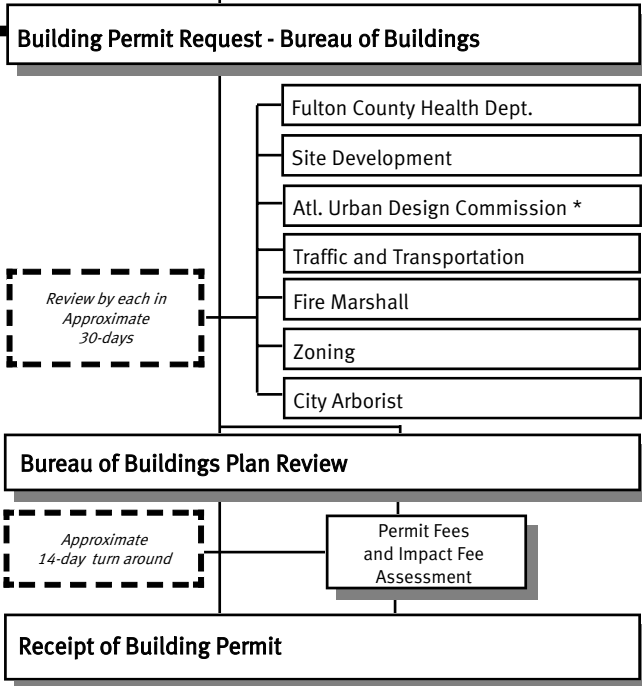 Building Permit Request - Bureau of Buildings
Fulton County Health Dept.
Site Development
Atl. Urban Design Commission *
Traffic and Transportation
Review by each in
Approximate
30-days
Fire Marshall
Zoning
City Arborist
Bureau of Buildings Plan Review
Approximate
14-day turn around
Permit Fees
and Impact Fee
Assessment
Receipt of Building Permit